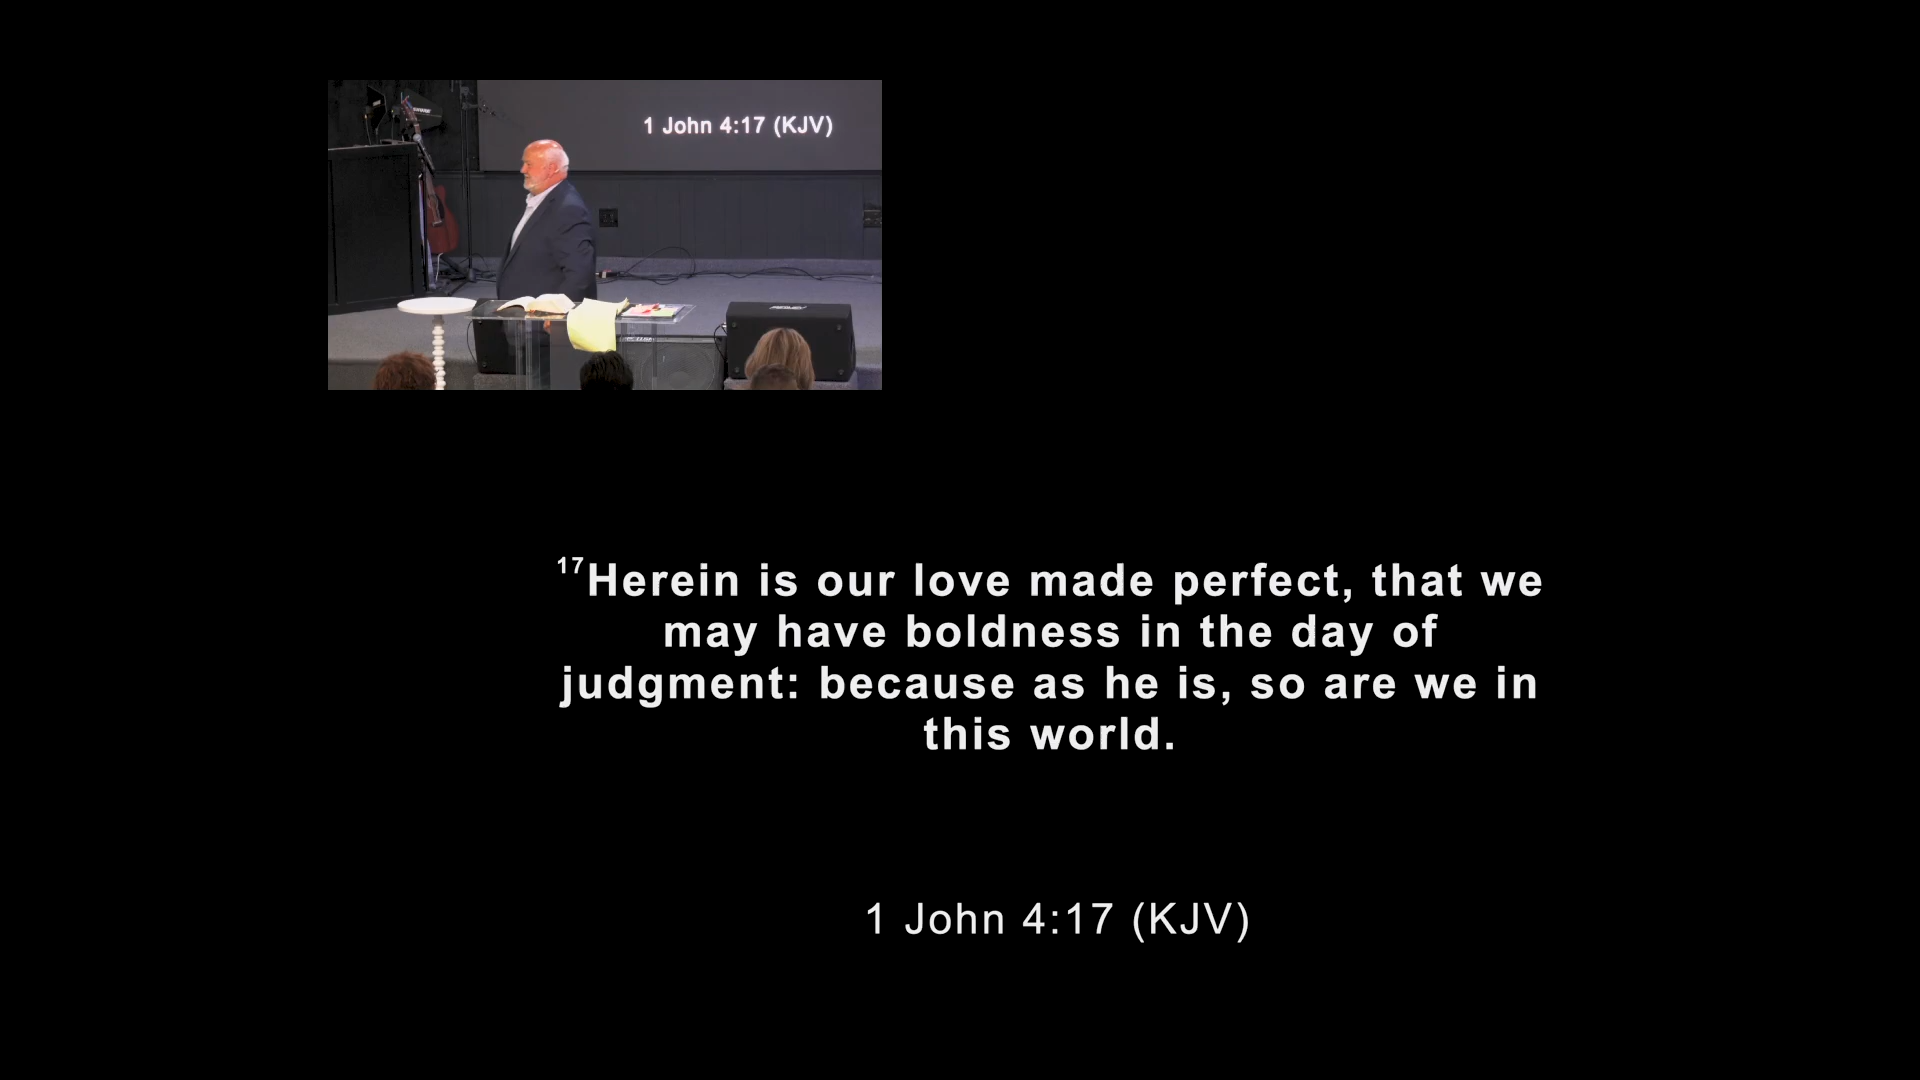 1 John 4:17 (KJV)
17Herein is our love made perfect, that we
may have boldness in the day of
judgment: because as he is, so are we in
this world.
1 John 4:17 (KJV)